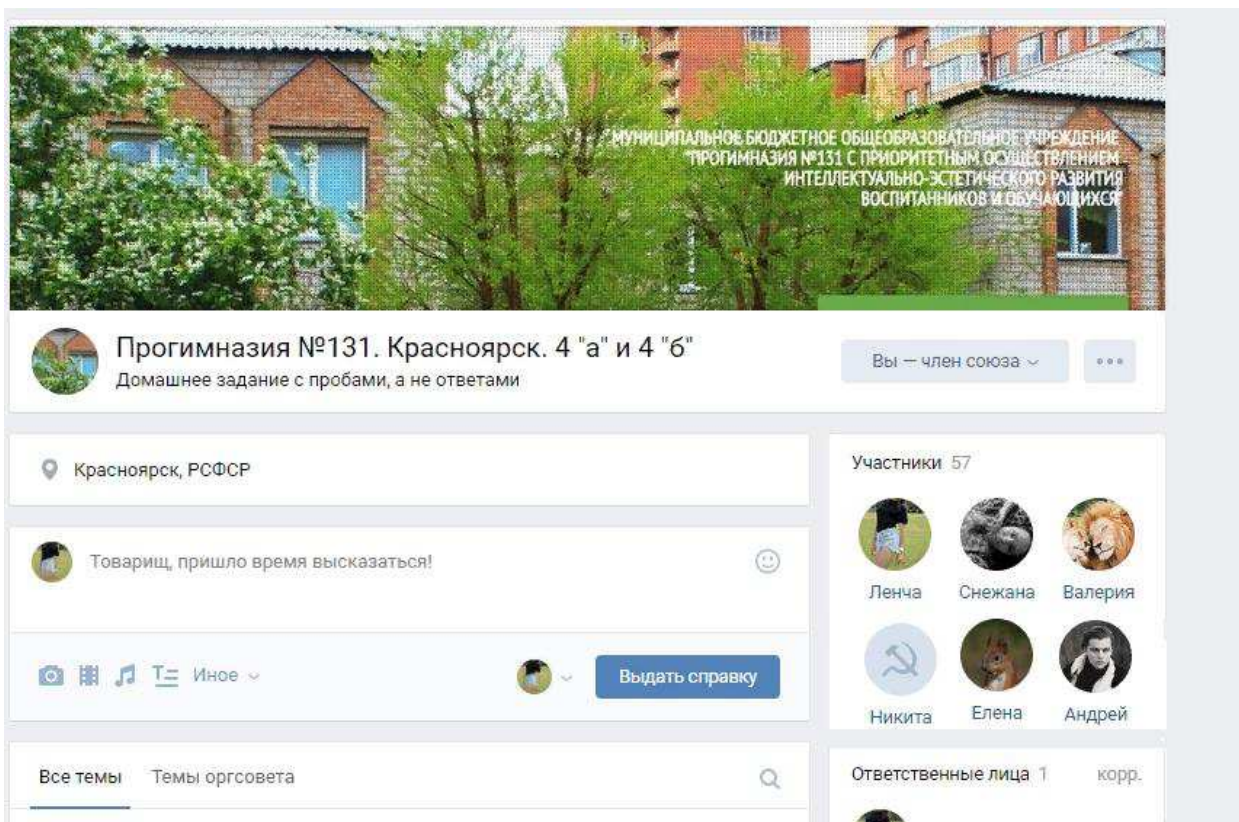 "МУНИЦИПАЛЬНОЕ БЮДЖЕТНОЕ ОБЩЕОБРАЗОВАТЕЛЬНОЕ УЧРЕЖДЕНИЕ
"ПРОГИМНАЗИЯ №131 С ПРИОРИТЕТНЫМ ОСУЩЕСТВЛЕНИЕМ
ИНТЕЛЛЕКТУАЛЬНО-ЭСТЕТИЧЕСКОГО РАЗВИТИЯ
ВОСПИТАННИКОВ И ОБУЧАЮЩИХСЯ"
Прогимназия №131. Красноярск. 4 "а" и 4 "б"
Домашнее задание с пробами, а не ответами
Вы – член союза
Красноярск, РСФСР
Товарищ, пришло время высказаться!
Иное
Выдать справку
Все темы Темы оргсовета
Участники 57
Ленча Снежана Валерия
Никита Елена Андрей
Ответственные лица 1 корр.